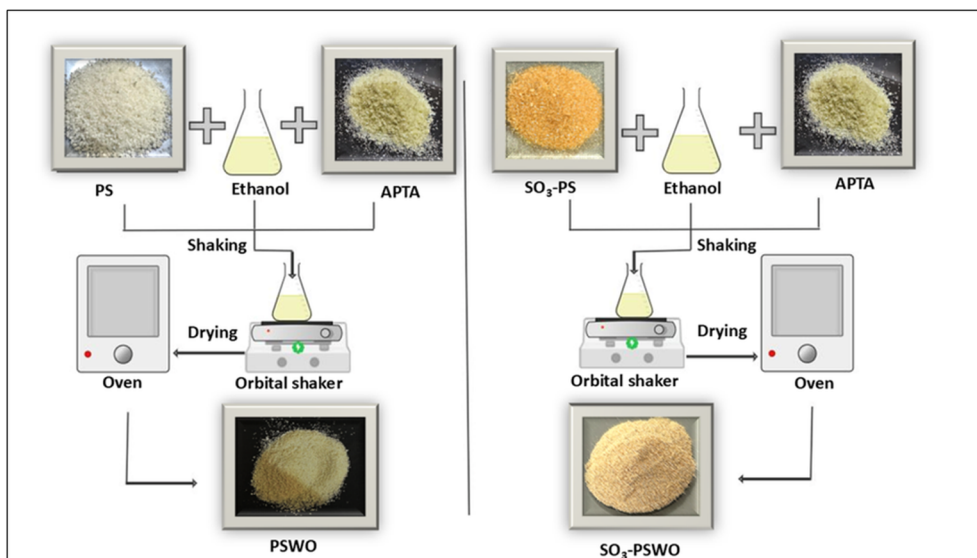 PS
Ethanol
APTA
Shaking
Drying
Oven
Orbital shaker
PSWO
SO₃-PS
Ethanol
APTA
Shaking
Drying
Orbital shaker
Oven
SO₃-PSWO